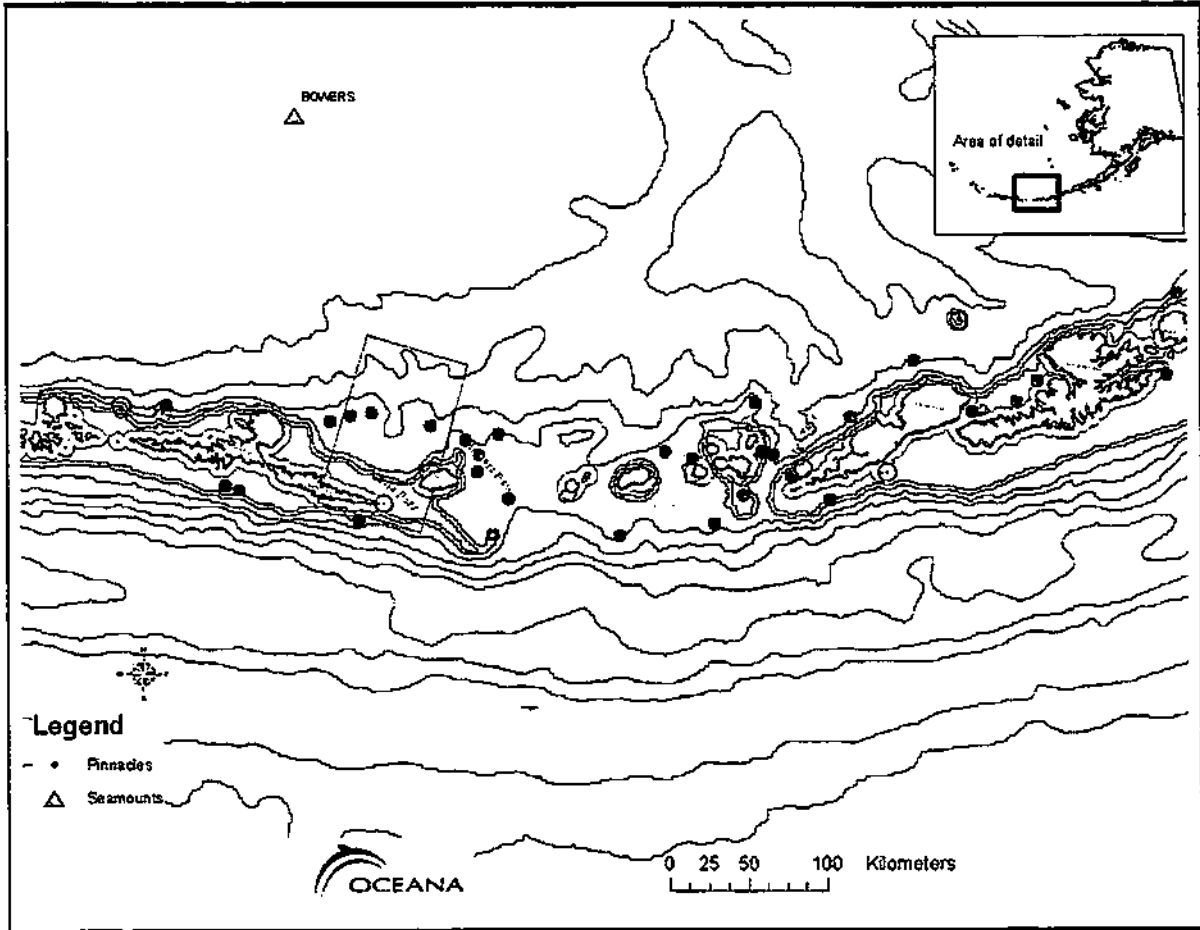 BOWERS
Area of detail
Legend
Pinnacles
Seamounts
OCEANA
0 25 50 100 Kilometers